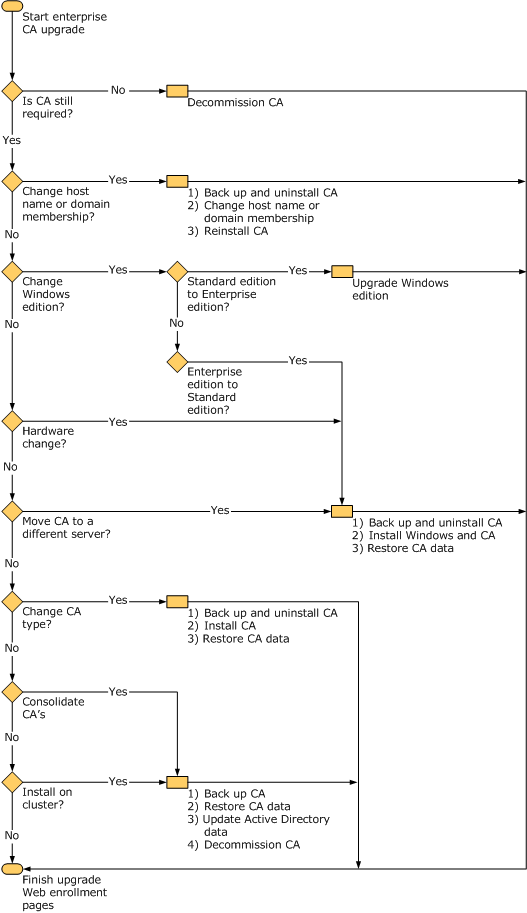 Start enterprise
CA upgrade
No
Is CA still
required?
Decommission CA
Yes
Yes
Change host
name or domain
membership?
1) Back up and uninstall CA
2) Change host name or
domain membership
3) Reinstall CA
No
Yes
Yes
Change
Windows
edition?
Standard edition
to Enterprise
edition?
Upgrade Windows
edition
No
No
Yes
Enterprise
edition to
Standard
edition?
Yes
Hardware
change?
No
Yes
Move CA to a
different server?
1) Back up and uninstall CA
2) Install Windows and CA
3) Restore CA data
No
Yes
Change CA
type?
1) Back up and uninstall CA
2) Install CA
3) Restore CA data
No
Yes
Consolidate
CA's
No
Yes
Install on
cluster?
1) Back up CA
2) Restore CA data
3) Update Active Directory
data
4) Decommission CA
No
Finish upgrade
Web enrollment
pages